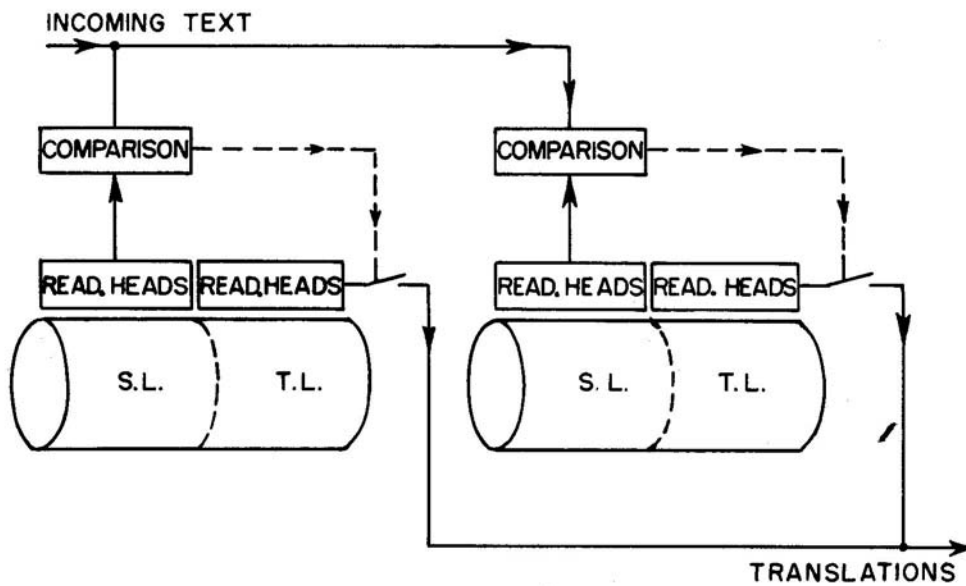 INCOMING TEXT
COMPARISON
COMPARISON
READ. HEADS
READ. HEADS
READ. HEADS
READ. HEADS
S.L.
T.L.
S.L.
T.L.
TRANSLATIONS